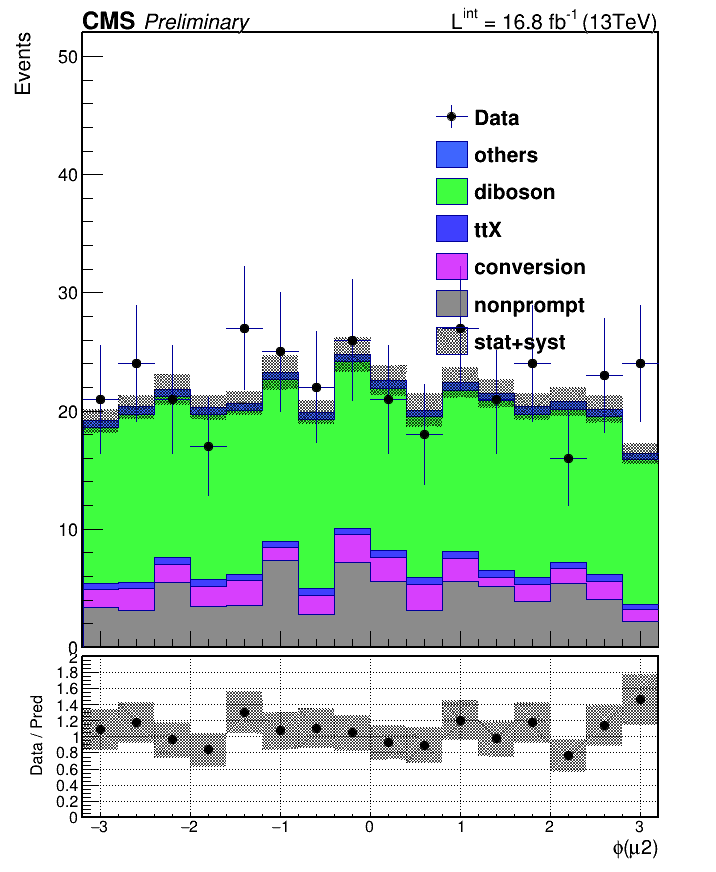 CMS Preliminary
L^int = 16.8 fb^-1 (13TeV)
Events
50
40
30
20
10
0
Data
others
diboson
ttX
conversion
nonprompt
stat+syst
Data / Pred
2
1.8
1.6
1.4
1.2
1
0.8
0.6
0.4
0.2
0
−3 −2 −1 0 1 2 3
ϕ(μ2)